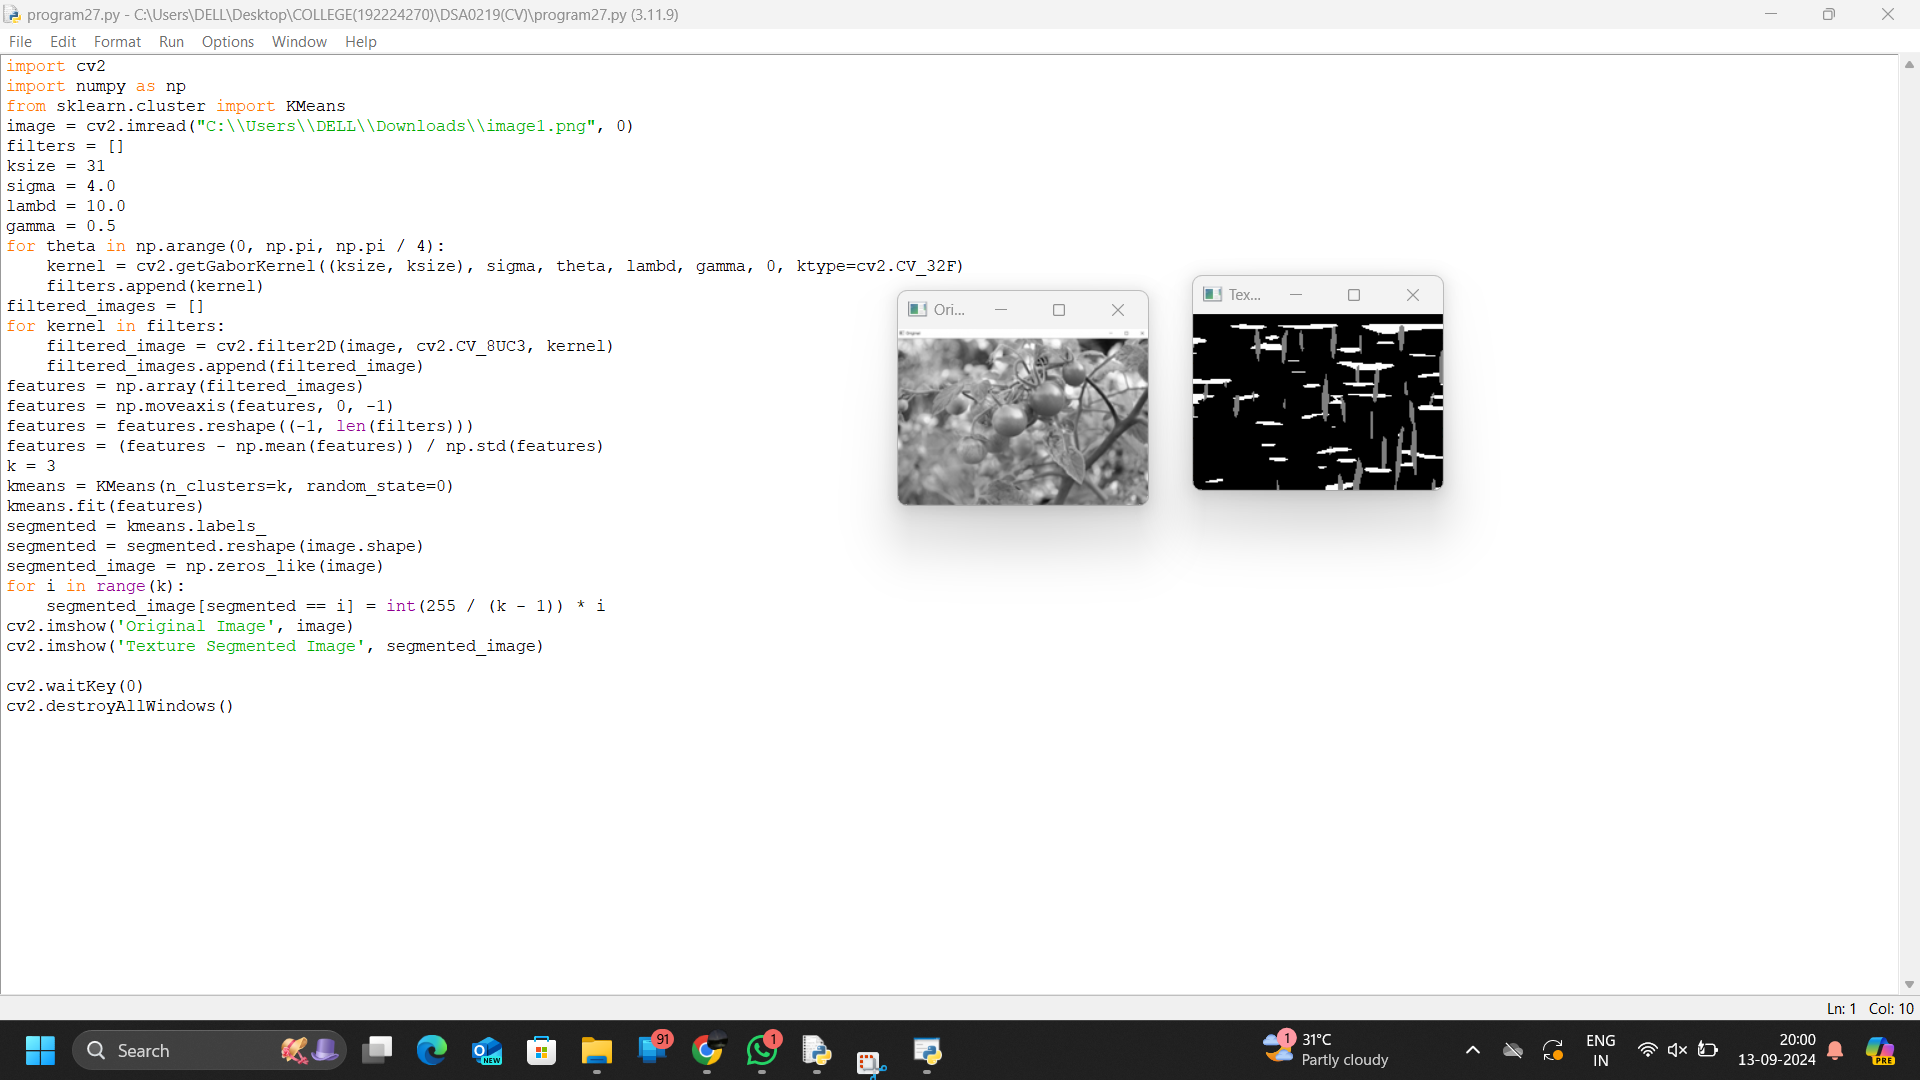 program27.py - C:\Users\DELL\Desktop\COLLEGE(192224270)\DSA0219(CV)\program27.py (3.11.9)
File Edit Format Run Options Window Help
import cv2
import numpy as np
from sklearn.cluster import KMeans
image = cv2.imread("C:\\Users\\DELL\\Downloads\\image1.png", 0)
filters = []
ksize = 31
sigma = 4.0
lambd = 10.0
gamma = 0.5
for theta in np.arange(0, np.pi, np.pi / 4):
    kernel = cv2.getGaborKernel((ksize, ksize), sigma, theta, lambd, gamma, 0, ktype=cv2.CV_32F)
    filters.append(kernel)
filtered_images = []
for kernel in filters:
    filtered_image = cv2.filter2D(image, cv2.CV_8UC3, kernel)
    filtered_images.append(filtered_image)
features = np.array(filtered_images)
features = np.moveaxis(features, 0, -1)
features = features.reshape((-1, len(filters)))
features = (features - np.mean(features)) / np.std(features)
k = 3
kmeans = KMeans(n_clusters=k, random_state=0)
kmeans.fit(features)
segmented = kmeans.labels_
segmented = segmented.reshape(image.shape)
segmented_image = np.zeros_like(image)
for i in range(k):
    segmented_image[segmented == i] = int(255 / (k - 1)) * i
cv2.imshow('Original Image', image)
cv2.imshow('Texture Segmented Image', segmented_image)
cv2.waitKey(0)
cv2.destroyAllWindows()
Ori...
Tex...
Ln: 1 Col: 10
Search
NEW
91
1
1
31°C
Partly cloudy
ENG
IN
20:00
13-09-2024
PRE